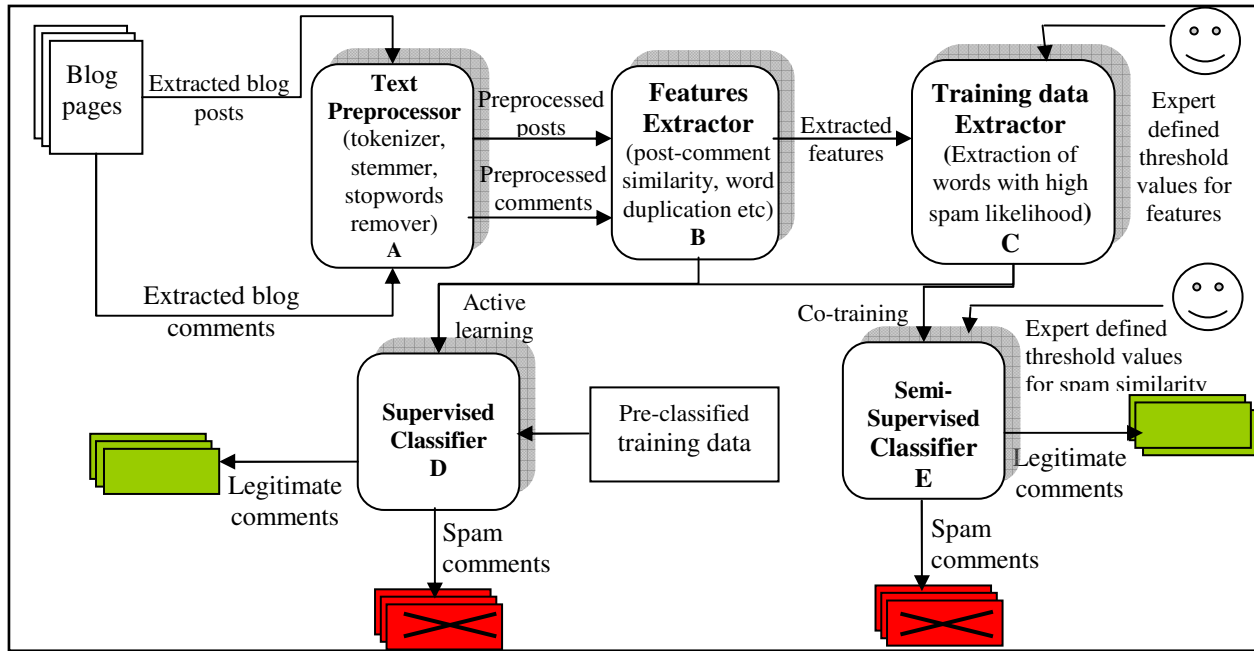 Blog
pages
Extracted blog
posts
Extracted blog
comments
Text
Preprocessor
(tokenizer,
stemmer,
stopwords
remover)
A
Preprocessed
posts
Preprocessed
comments
Features
Extractor
(post-comment
similarity, word
duplication etc)
B
Extracted
features
Training data
Extractor
(Extraction of
words with high
spam likelihood)
C
Expert
defined
threshold
values for
features
Active
learning
Co-training
Expert defined
threshold values
for spam similarity
Supervised
Classifier
D
Pre-classified
training data
Semi-
Supervised
Classifier
E
Legitimate
comments
Spam
comments
Legitimate
comments
Spam
comments